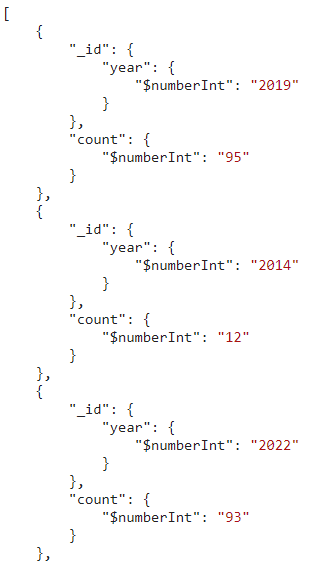 [
    {
        "_id": {
            "year": {
                "$numberInt": "2019"
            }
        },
        "count": {
            "$numberInt": "95"
        }
    },
    {
        "_id": {
            "year": {
                "$numberInt": "2014"
            }
        },
        "count": {
            "$numberInt": "12"
        }
    },
    {
        "_id": {
            "year": {
                "$numberInt": "2022"
            }
        },
        "count": {
            "$numberInt": "93"
        }
    },